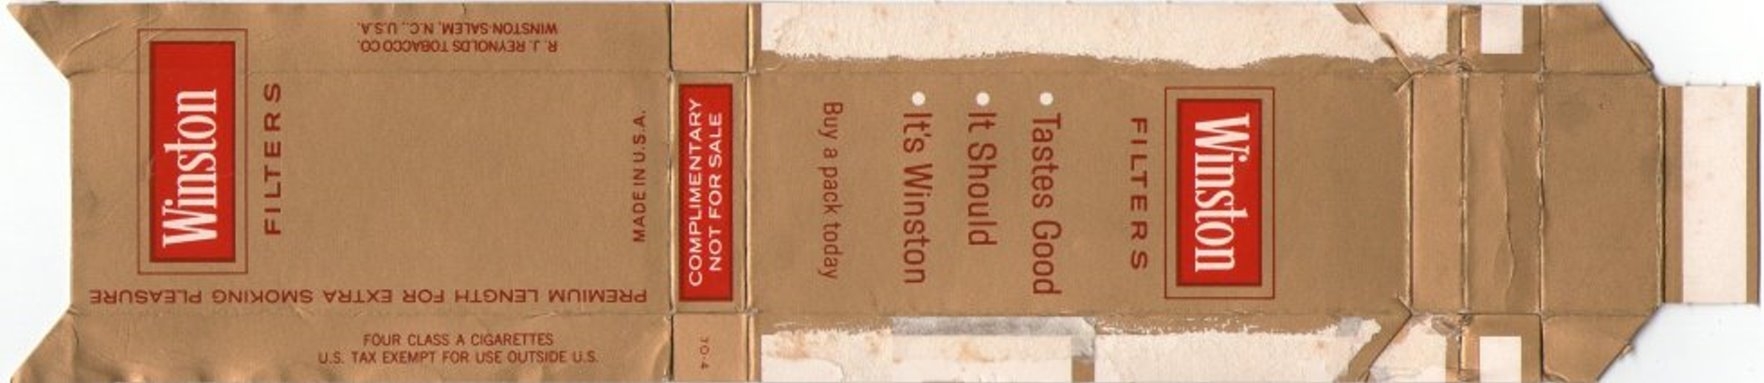 R. J. REYNOLDS TOBACCO CO.
WINSTON-SALEM, N.C., U.S.A.
Winston
FILTERS
MADE IN U.S.A.
PREMIUM LENGTH FOR EXTRA SMOKING PLEASURE
FOUR CLASS A CIGARETTES
U.S. TAX EXEMPT FOR USE OUTSIDE U.S.
COMPLIMENTARY
NOT FOR SALE
70-4
Winston
FILTERS
• Tastes Good
• It Should
• It's Winston
Buy a pack today